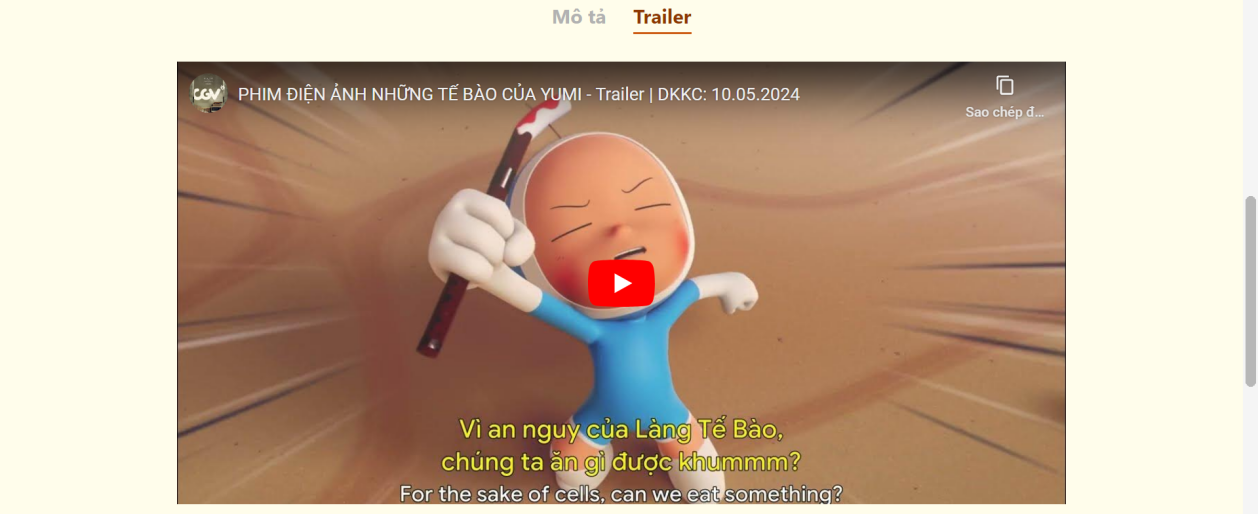 Mô tả Trailer
CGV
PHIM ĐIỆN ẢNH NHỮNG TẾ BÀO CỦA YUMI - Trailer | DKKC: 10.05.2024
Sao chép đ...
Vì an nguy của Làng Tế Bào,
chúng ta ăn gì được khummm?
For the sake of cells, can we eat something?